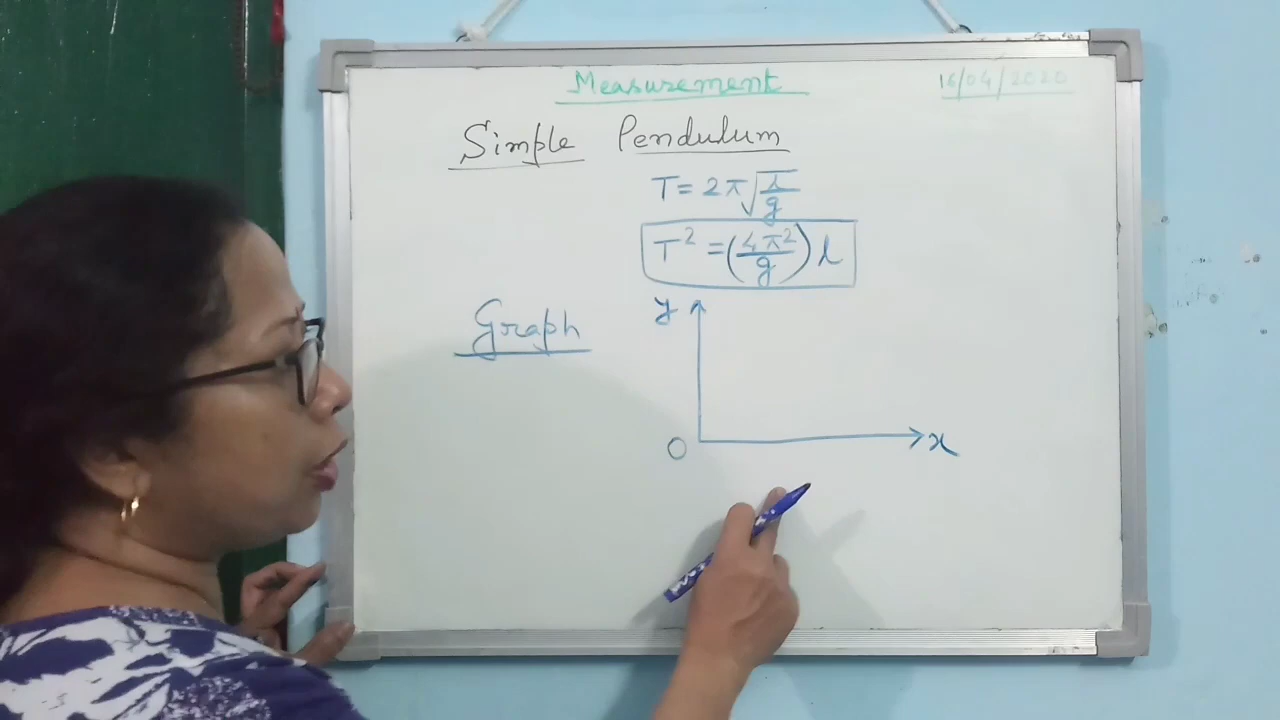 Measurement
16/04/2020
Simple Pendulum
T = 2π√(l/g)
T² = (4π²/g) l
Graph
y
O
x